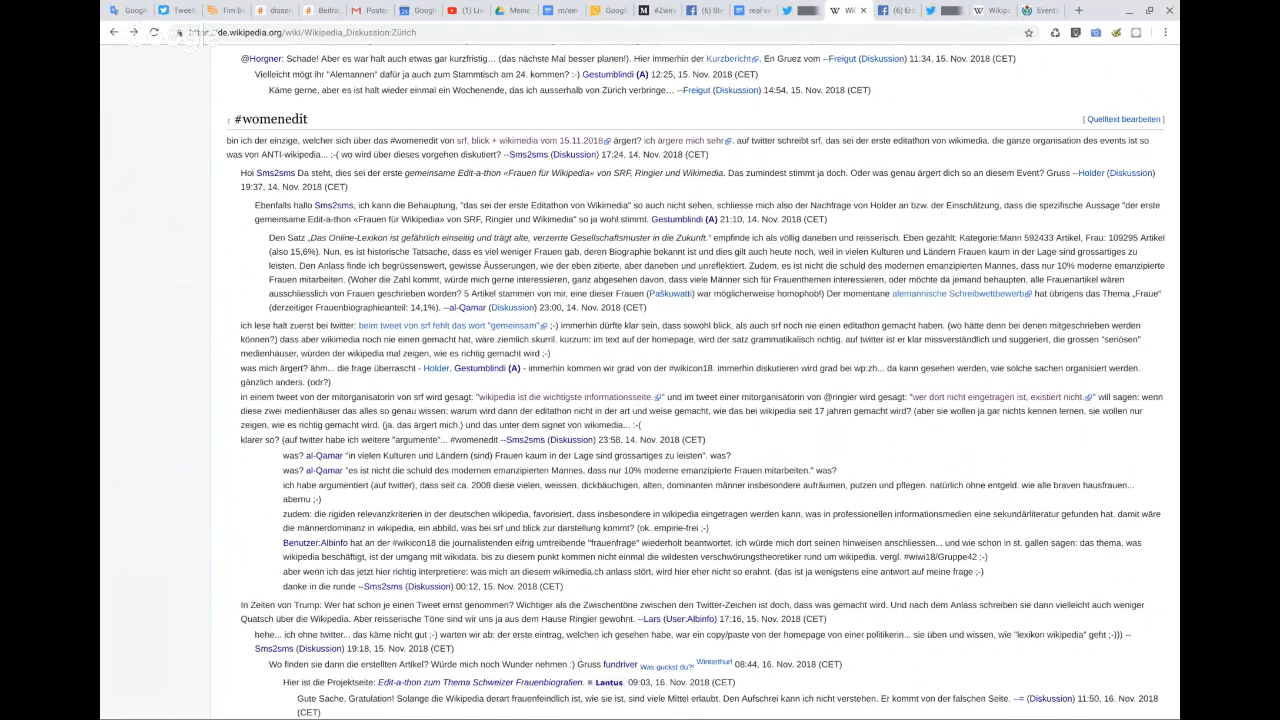 Google
Tweet
Tim Be
dissen
Beiträ
Poste
Googl
(1) Li
Meine
m/ein
Googl
#Zwin
(6) St
real v
Wi
(6) Er
Wikip
Event
de.wikipedia.org/wiki/Wikipedia_Diskussion:Zürich
@Horgner: Schade! Aber es war halt auch etwas gar kurzfristig… (das nächste Mal besser planen!). Hier immerhin der Kurzbericht. En Gruez vom --Freigut (Diskussion) 11:34, 15. Nov. 2018 (CET)
Vielleicht mögt ihr "Alemannen" dafür ja auch zum Stammtisch am 24. kommen? :-) Gestumblindi (A) 12:25, 15. Nov. 2018 (CET)
Käme gerne, aber es ist halt wieder einmal ein Wochenende, das ich ausserhalb von Zürich verbringe… --Freigut (Diskussion) 14:54, 15. Nov. 2018 (CET)
↑ #womenedit
[ Quelltext bearbeiten ]
bin ich der einzige, welcher sich über das #womenedit von srf, blick + wikimedia vom 15.11.2018 ärgert? ich ärgere mich sehr. auf twitter schreibt srf, das sei der erste editathon von wikimedia. die ganze organisation des events ist so
was von ANTI-wikipedia... :-( wo wird über dieses vorgehen diskutiert? --Sms2sms (Diskussion) 17:24, 14. Nov. 2018 (CET)
Hoi Sms2sms Da steht, dies sei der erste gemeinsame Edit-a-thon «Frauen für Wikipedia» von SRF, Ringier und Wikimedia. Das zumindest stimmt ja doch. Oder was genau ärgert dich so an diesem Event? Gruss --Holder (Diskussion)
19:37, 14. Nov. 2018 (CET)
Ebenfalls hallo Sms2sms, ich kann die Behauptung, "das sei der erste Editathon von Wikimedia" so auch nicht sehen, schliesse mich also der Nachfrage von Holder an bzw. der Einschätzung, dass die spezifische Aussage "der erste
gemeinsame Edit-a-thon «Frauen für Wikipedia» von SRF, Ringier und Wikimedia" so ja wohl stimmt. Gestumblindi (A) 21:10, 14. Nov. 2018 (CET)
Den Satz „Das Online-Lexikon ist gefährlich einseitig und trägt alte, verzerrte Gesellschaftsmuster in die Zukunft.“ empfinde ich als völlig daneben und reisserisch. Eben gezählt: Kategorie:Mann 592433 Artikel, Frau: 109295 Artikel
(also 15,6%). Nun, es ist historische Tatsache, dass es viel weniger Frauen gab, deren Biographie bekannt ist und dies gilt auch heute noch, weil in vielen Kulturen und Ländern Frauen kaum in der Lage sind grossartiges zu
leisten. Den Anlass finde ich begrüsswert, gewisse Äusserungen, wie der eben zitierte, aber daneben und unreflektiert. Zudem. es ist nicht die schuld des modernen emanzipierten Mannes, dass nur 10% moderne emanzipierte
Frauen mitarbeiten. (Woher die Zahl kommt, würde mich gerne interessieren, ganz abgesehen davon, dass viele Männer sich für Frauenthemen interessieren, oder möchte da jemand behaupten, alle Frauenartikel wären
ausschliesslich von Frauen geschrieben worden? 5 Artikel stammen von mir, eine dieser Frauen (Paškuwatti) war möglicherweise homophob!) Der momentane alemannische Schreibwettbewerb hat übrigens das Thema „Fraue“
(derzeitiger Frauenbiographieanteil: 14,1%). --al-Qamar (Diskussion) 23:00, 14. Nov. 2018 (CET)
ich lese halt zuerst bei twitter: beim tweet von srf fehlt das wort "gemeinsam" ;-) immerhin dürfte klar sein, dass sowohl blick, als auch srf noch nie einen editathon gemacht haben. (wo hätte denn bei denen mitgeschrieben werden
können?) dass aber wikimedia noch nie einen gemacht hat, wäre ziemlich skurril. kurzum: im text auf der homepage, wird der satz grammatikalisch richtig. auf twitter ist er klar missverständlich und suggeriert, die grossen "seriösen"
medienhäuser, würden der wikipedia mal zeigen, wie es richtig gemacht wird ;-)
was mich ärgert? ähm... die frage überrascht - Holder, Gestumblindi (A) - immerhin kommen wir grad von der #wikicon18. immerhin diskutieren wird grad bei wp:zh... da kann gesehen werden, wie solche sachen organisiert werden.
gänzlich anders. (odr?)
in einem tweet von der mitorganisatorin von srf wird gesagt: "wikipedia ist die wichtigste informationsseite." und im tweet einer mitorganisatorin von @ringier wird gesagt: "wer dort nicht eingetragen ist, existiert nicht." will sagen: wenn
diese zwei medienhäuser das alles so genau wissen: warum wird dann der editathon nicht in der art und weise gemacht, wie das bei wikipedia seit 17 jahren gemacht wird? (aber sie wollen ja gar nichts kennen lernen, sie wollen nur
zeigen, wie es richtig gemacht wird. (ja. das ärgert mich.) und das unter dem signet von wikimedia... :-(
klarer so? (auf twitter habe ich weitere "argumente"... #womenedit --Sms2sms (Diskussion) 23:58, 14. Nov. 2018 (CET)
was? al-Qamar "in vielen Kulturen und Ländern (sind) Frauen kaum in der Lage sind grossartiges zu leisten". was?
was? al-Qamar "es ist nicht die schuld des modernen emanzipierten Mannes, dass nur 10% moderne emanzipierte Frauen mitarbeiten." was?
ich habe argumentiert (auf twitter), dass seit ca. 2008 diese vielen, weissen, dickbäuchigen, alten, dominanten männer insbesondere aufräumen, putzen und pflegen. natürlich ohne entgeld. wie alle braven hausfrauen...
abernu ;-)
zudem: die rigiden relevanzkriterien in der deutschen wikipedia, favorisiert, dass insbesondere in wikipedia eingetragen werden kann, was in professionellen informationsmedien eine sekundärliteratur gefunden hat. damit wäre
die männerdominanz in wikipedia, ein abbild, was bei srf und blick zur darstellung kommt? (ok. empirie-frei ;-)
Benutzer:Albinfo hat an der #wikicon18 die journalistenden eifrig umtreibende "frauenfrage" wiederholt beantwortet. ich würde mich dort seinen hinweisen anschliessen... und wie schon in st. gallen sagen: das thema, was
wikipedia beschäftigt, ist der umgang mit wikidata. bis zu diesem punkt kommen nicht einmal die wildesten verschwörungstheoretiker rund um wikipedia. vergl. #wiwi18/Gruppe42 ;-)
aber wenn ich das jetzt hier richtig interpretiere: was mich an diesem wikimedia.ch anlass stört, wird hier eher nicht so erahnt. (das ist ja wenigstens eine antwort auf meine frage ;-)
danke in die runde --Sms2sms (Diskussion) 00:12, 15. Nov. 2018 (CET)
In Zeiten von Trump: Wer hat schon je einen Tweet ernst genommen? Wichtiger als die Zwischentöne zwischen den Twitter-Zeichen ist doch, dass was gemacht wird. Und nach dem Anlass schreiben sie dann vielleicht auch weniger
Quatsch über die Wikipedia. Aber reisserische Töne sind wir uns ja aus dem Hause Ringier gewohnt. --Lars (User:Albinfo) 17:16, 15. Nov. 2018 (CET)
hehe... ich ohne twitter... das käme nicht gut ;-) warten wir ab: der erste eintrag, welchen ich gesehen habe, war ein copy/paste von der homepage von einer politikerin... sie üben und wissen, wie "lexikon wikipedia" geht ;-))) --
Sms2sms (Diskussion) 19:18, 15. Nov. 2018 (CET)
Wo finden sie dann die erstellten Artikel? Würde mich noch Wunder nehmen :) Gruss fundriver Was guckst du?! Winterthur! 08:44, 16. Nov. 2018 (CET)
Hier ist die Projektseite: Edit-a-thon zum Thema Schweizer Frauenbiografien. Lantus 09:03, 16. Nov. 2018 (CET)
Gute Sache, Gratulation! Solange die Wikipedia derart frauenfeindlich ist, wie sie ist, sind viele Mittel erlaubt. Den Aufschrei kann ich nicht verstehen. Er kommt von der falschen Seite. --= (Diskussion) 11:50, 16. Nov. 2018
(CET)